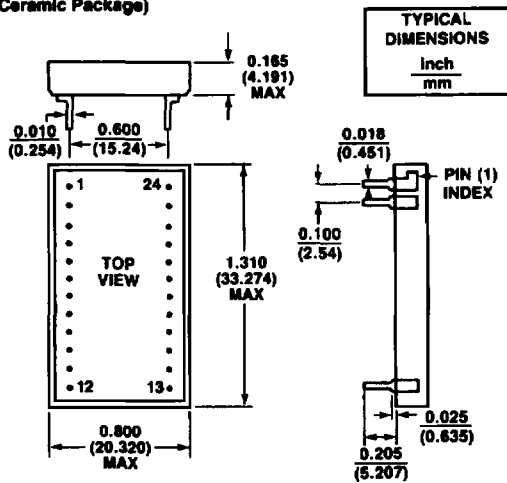 Ceramic Package)
TYPICAL
DIMENSIONS
inch
mm
0.165
(4.191)
MAX
0.010
(0.254)
0.600
(15.24)
0.018
(0.451)
PIN (1)
INDEX
0.100
(2.54)
1
24
TOP
VIEW
1.310
(33.274)
MAX
12
13
0.800
(20.320)
MAX
0.025
(0.635)
0.205
(5.207)